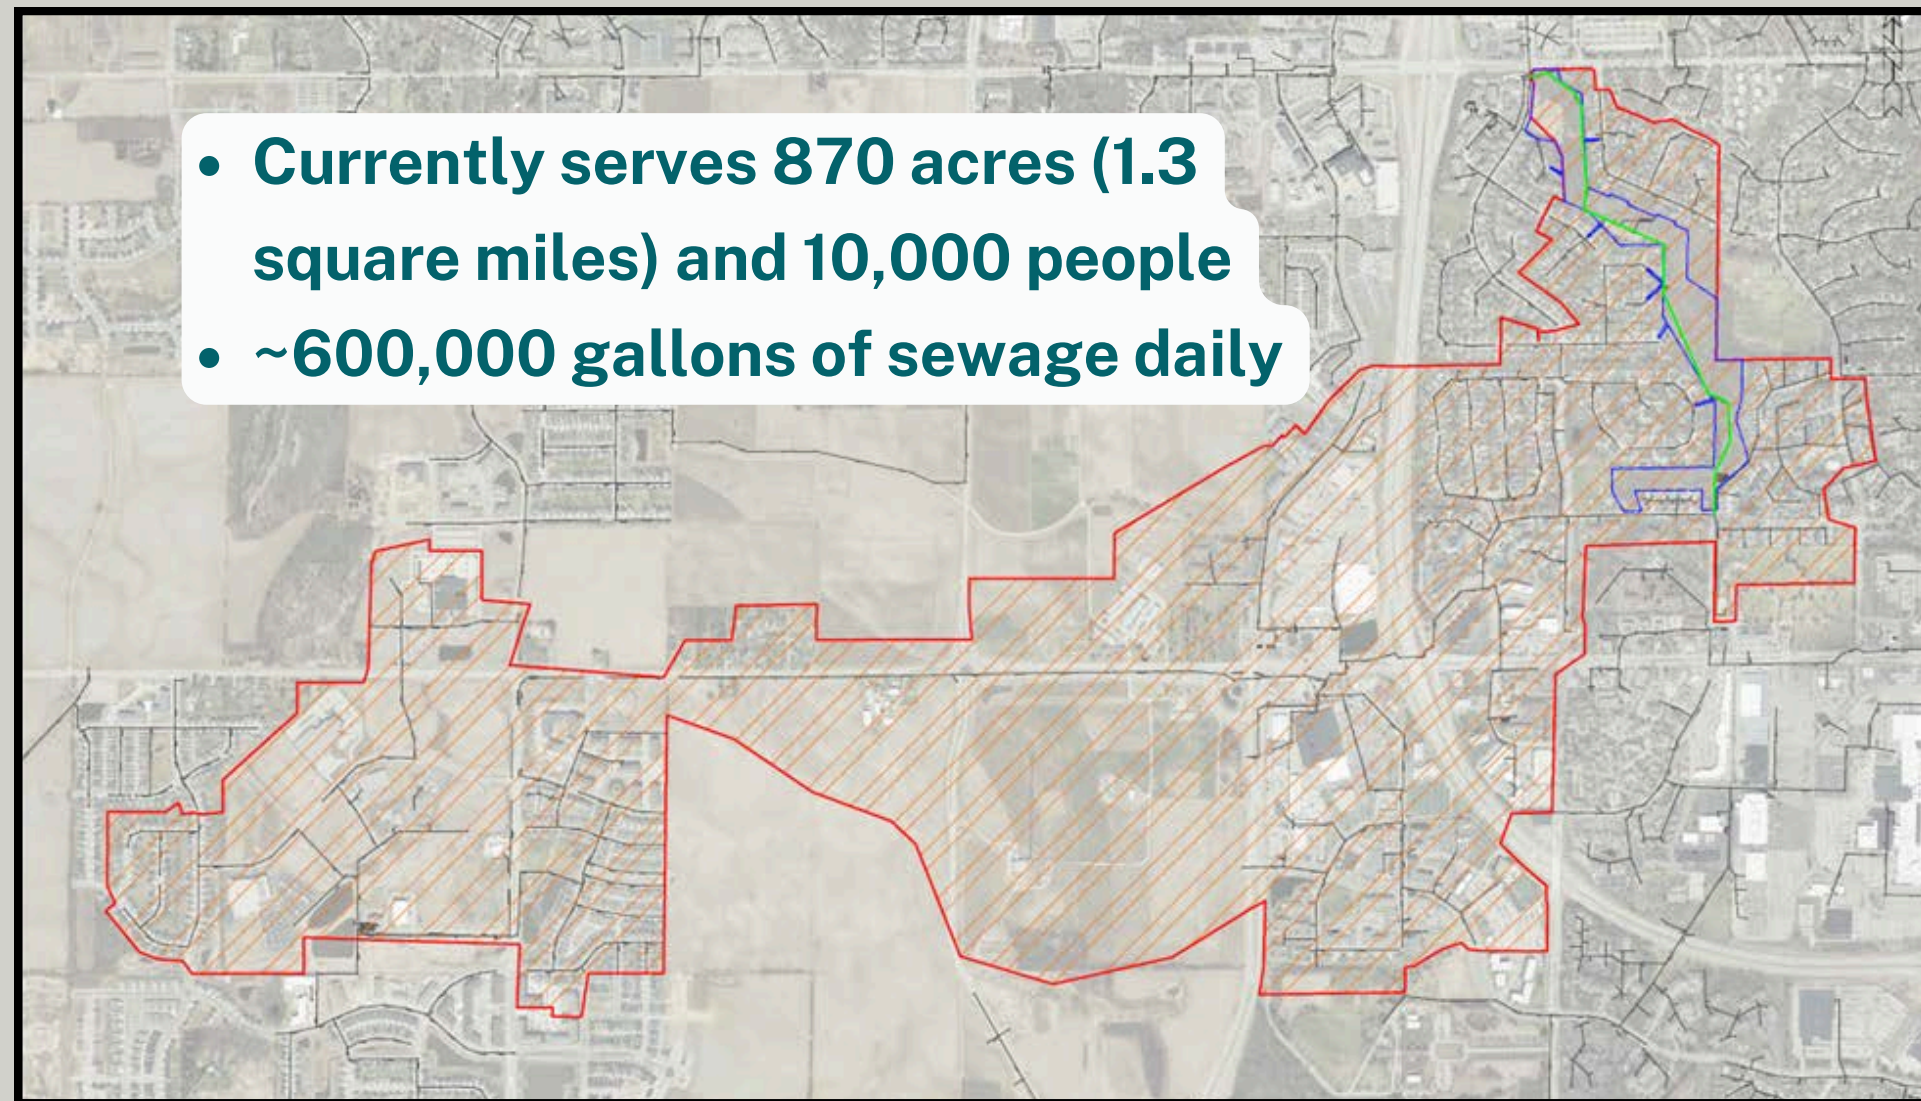 • Currently serves 870 acres (1.3
square miles) and 10,000 people
• ~600,000 gallons of sewage daily